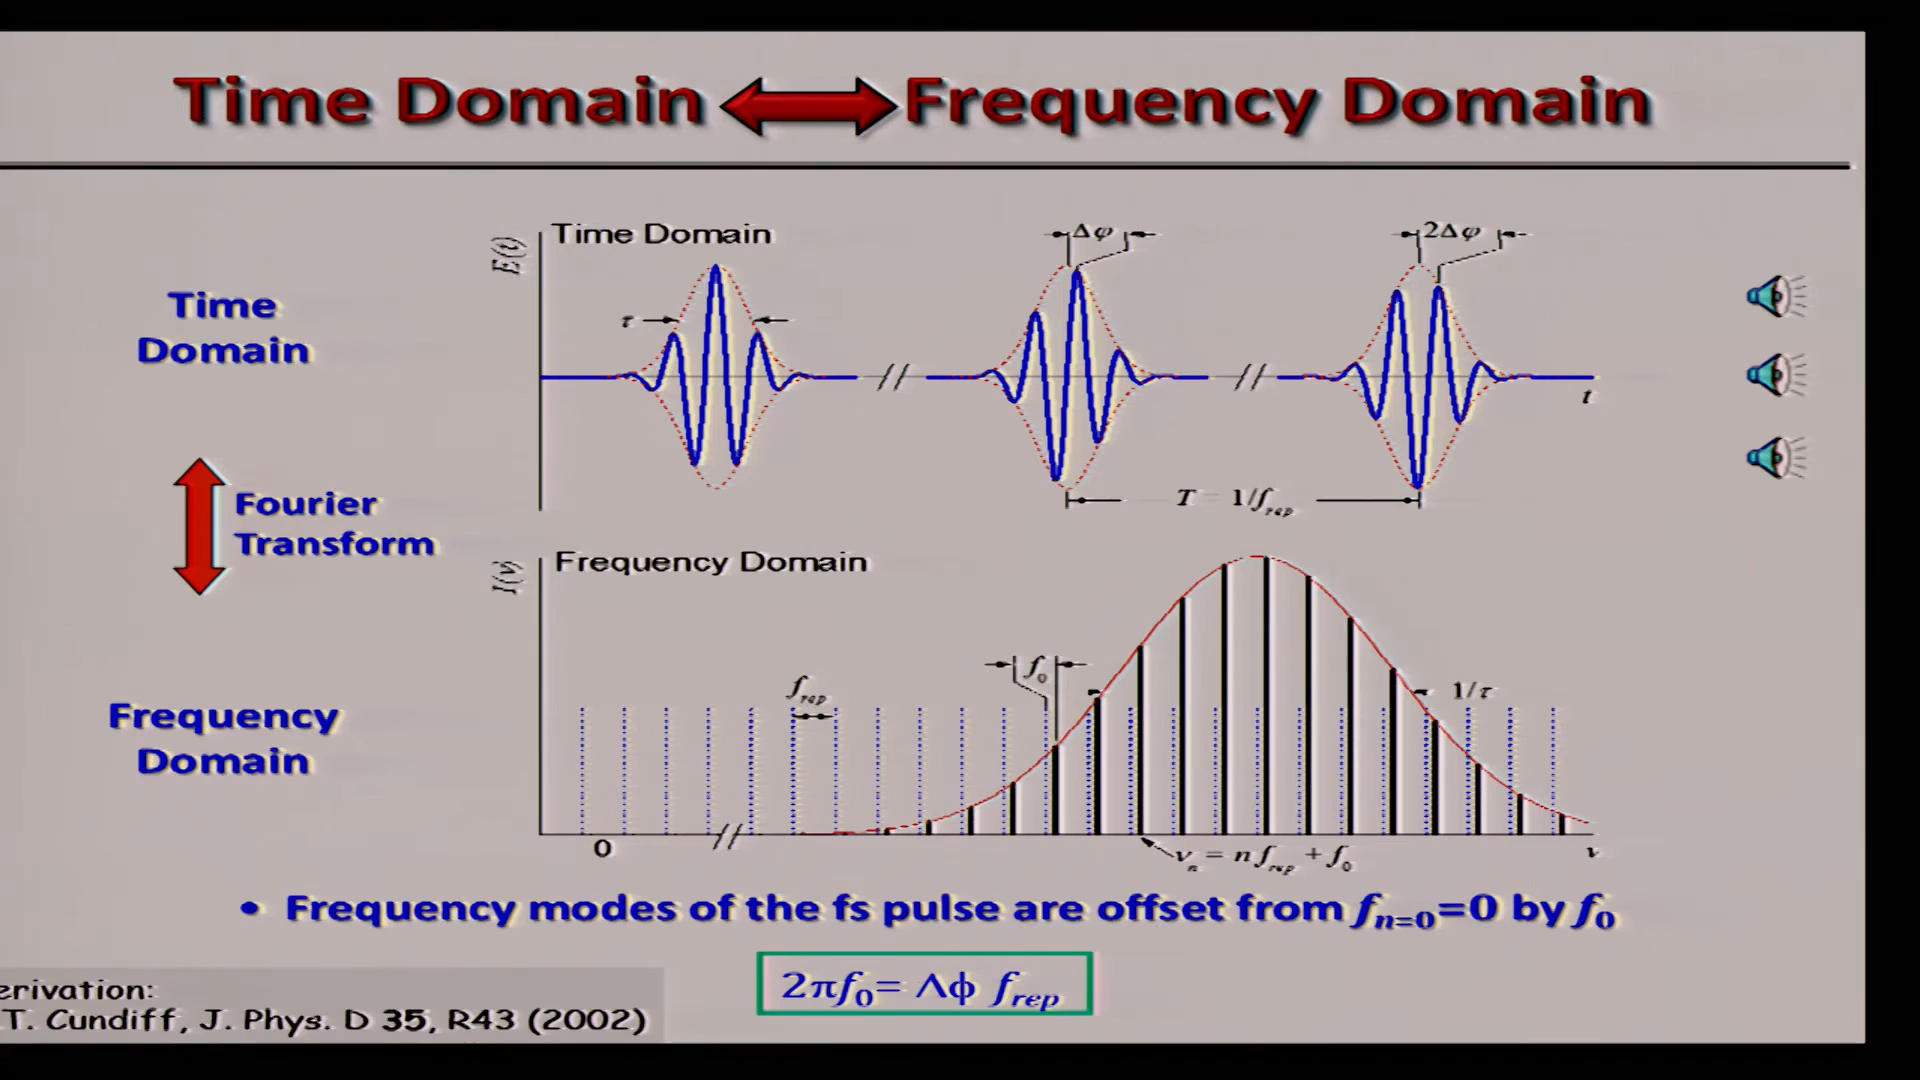 Time Domain Frequency Domain
Time Domain
E(t)
τ
Δφ
2Δφ
t
T = 1/f_rep
Time
Domain
Fourier
Transform
Frequency Domain
I(ν)
f_rep
f_0
1/τ
0
ν_n = n f_rep + f_0
ν
Frequency
Domain
• Frequency modes of the fs pulse are offset from f_n=0=0 by f_0
2πf_0= Λϕ f_rep
erivation:
T. Cundiff, J. Phys. D 35, R43 (2002)